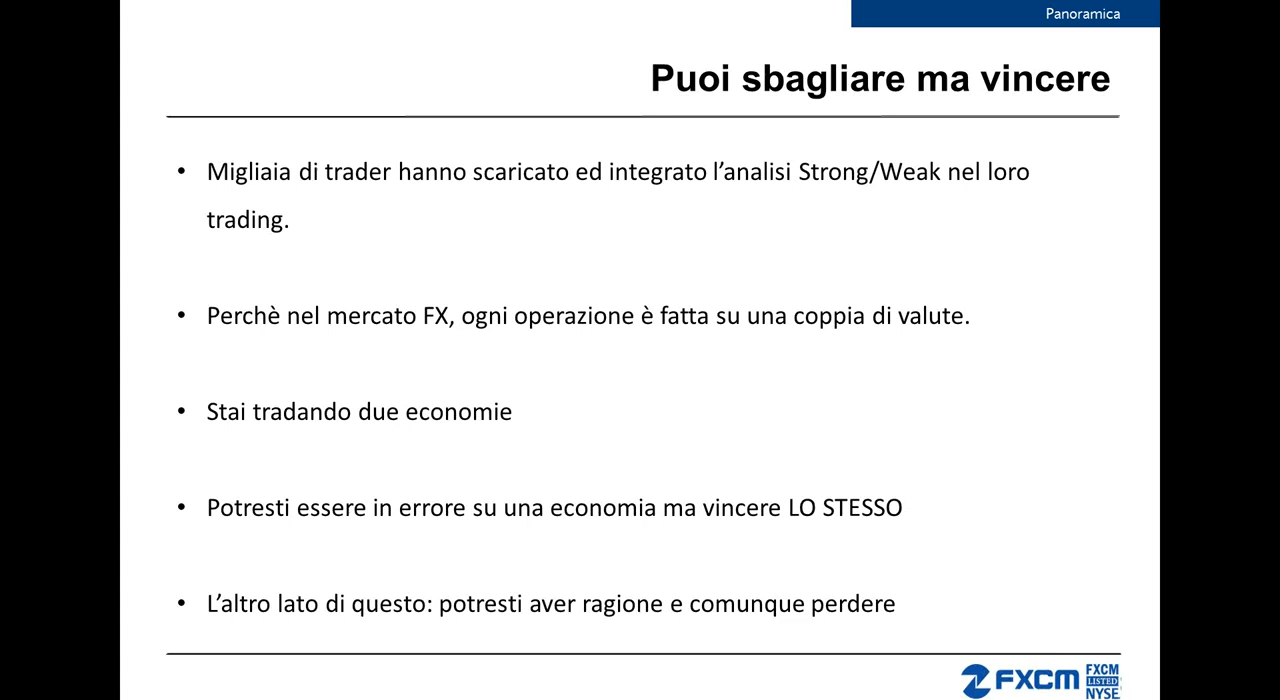 Panoramica
Puoi sbagliare ma vincere
• Migliaia di trader hanno scaricato ed integrato l’analisi Strong/Weak nel loro
trading.
• Perchè nel mercato FX, ogni operazione è fatta su una coppia di valute.
• Stai tradando due economie
• Potresti essere in errore su una economia ma vincere LO STESSO
• L’altro lato di questo: potresti aver ragione e comunque perdere
FXCM
FXCM
LISTED
NYSE